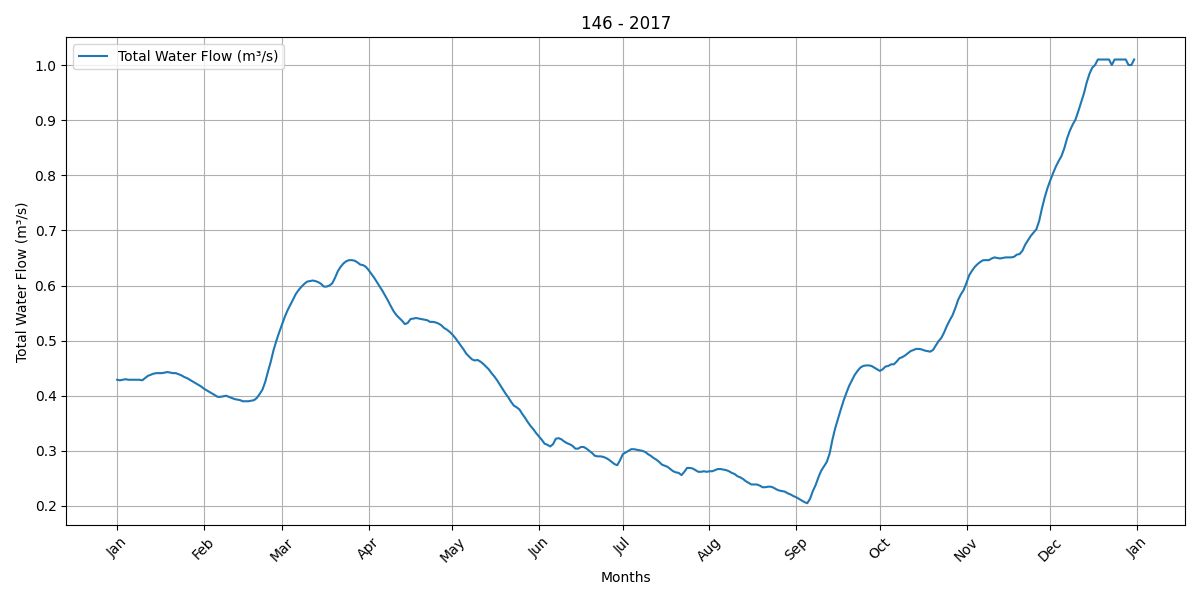 146 - 2017
Total Water Flow (m³/s)
Total Water Flow (m³/s)
1.0
0.9
0.8
0.7
0.6
0.5
0.4
0.3
0.2
Jan
Feb
Mar
Apr
May
Jun
Jul
Aug
Sep
Oct
Nov
Dec
Jan
Months